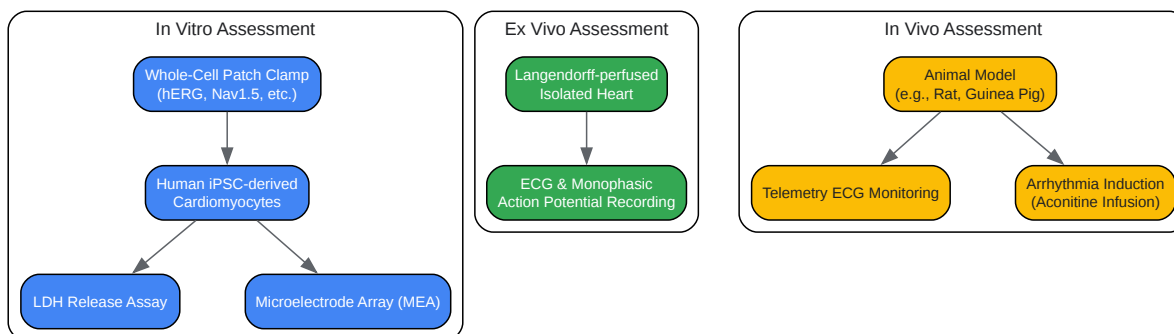 In Vitro Assessment
Whole-Cell Patch Clamp
(hERG, Nav1.5, etc.)
Human iPSC-derived
Cardiomyocytes
LDH Release Assay
Microelectrode Array (MEA)
Ex Vivo Assessment
Langendorff-perfused
Isolated Heart
ECG & Monophasic
Action Potential Recording
In Vivo Assessment
Animal Model
(e.g., Rat, Guinea Pig)
Telemetry ECG Monitoring
Arrhythmia Induction
(Aconitine Infusion)